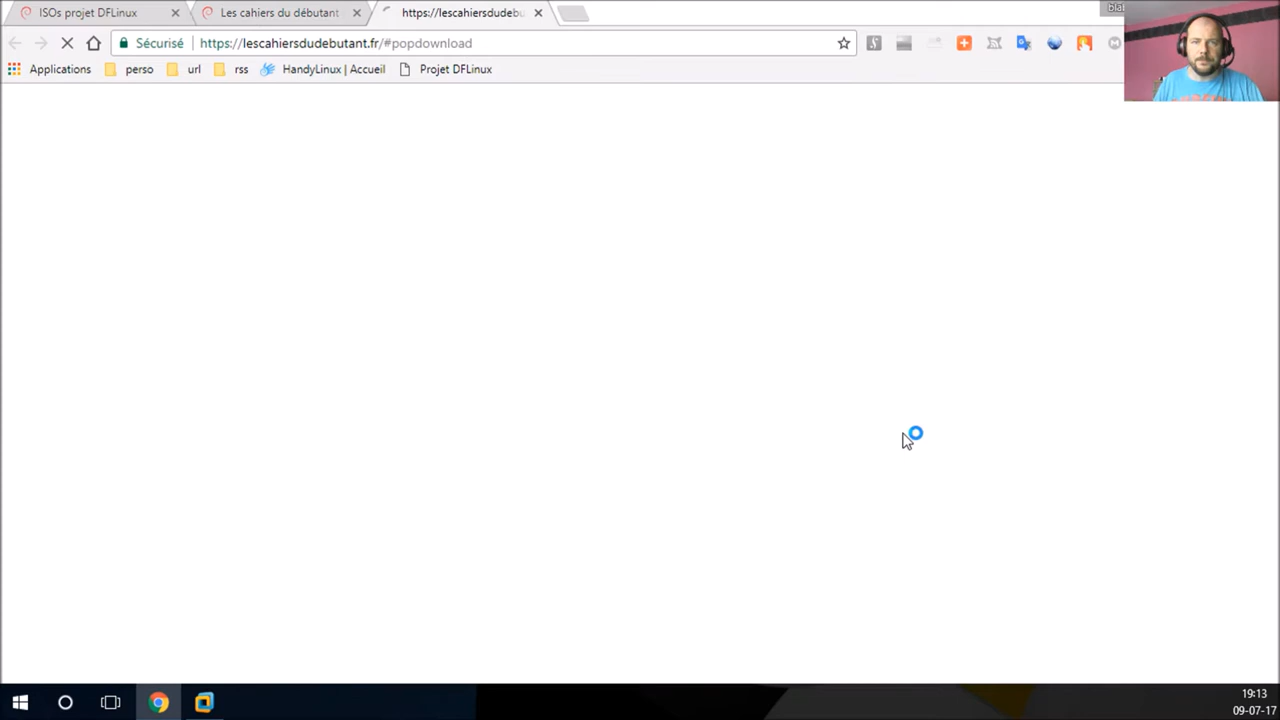 ISOs projet DFLinux
Les cahiers du débutant
https://lescahiersdudebu
blab
Sécurisé
https://lescahiersdudebutant.fr/#popdownload
Applications
perso
url
rss
HandyLinux | Accueil
Projet DFLinux
19:13
09-07-17